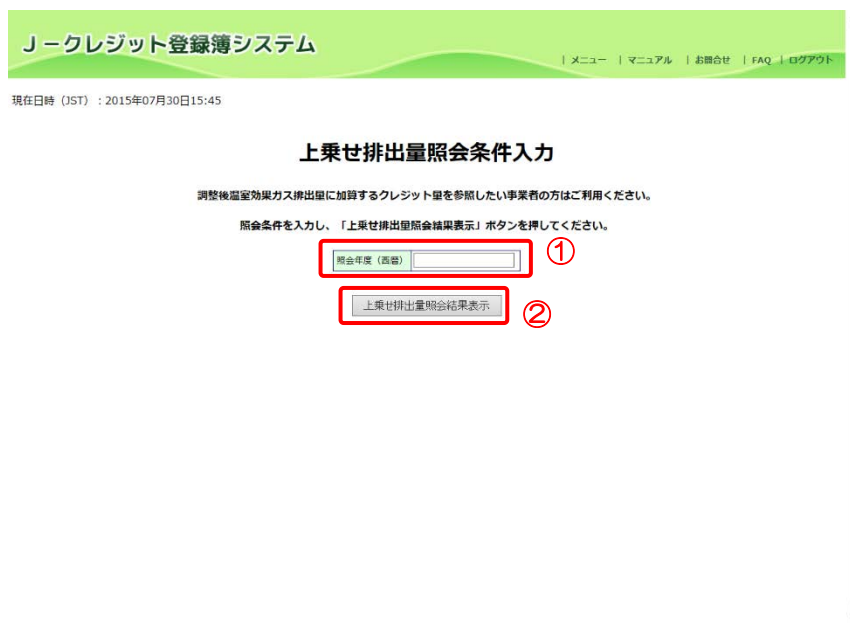 J－クレジット登録簿システム
| メニュー | マニュアル | お問合せ | FAQ | ログアウト
現在日時（JST）：2015年07月30日15:45
上乗せ排出量照会条件入力
調整後温室効果ガス排出量に加算するクレジット量を参照したい事業者の方はご利用ください。
照会条件を入力し、「上乗せ排出量照会結果表示」ボタンを押してください。
照会年度（西暦）
①
上乗せ排出量照会結果表示
②